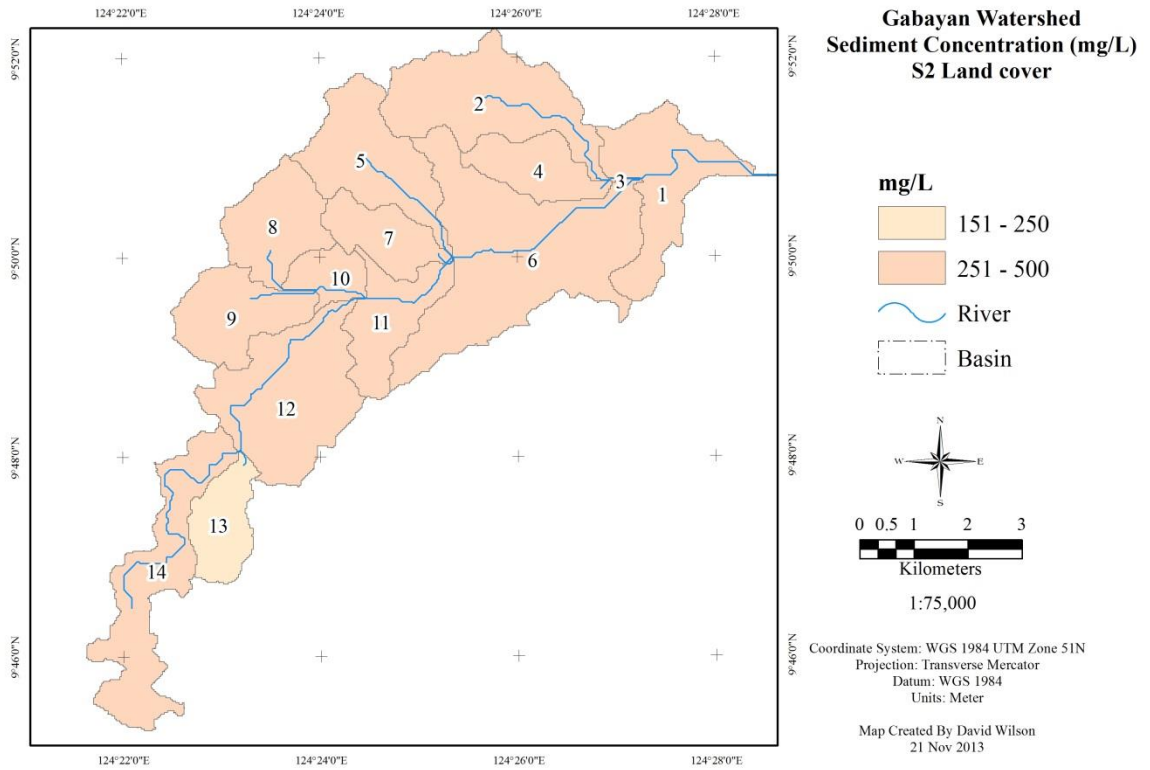 124°22'0"E 124°24'0"E 124°26'0"E 124°28'0"E
Gabayan Watershed
Sediment Concentration (mg/L)
S2 Land cover
9°52'0"N 9°52'0"N
9°50'0"N 9°50'0"N
9°48'0"N 9°48'0"N
9°46'0"N 9°46'0"N
2
5
4
3
1
8
7
6
10
9
11
12
13
14
mg/L
151 - 250
251 - 500
River
Basin
N
W E
S
0 0.5 1 2 3
Kilometers
1:75,000
Coordinate System: WGS 1984 UTM Zone 51N
Projection: Transverse Mercator
Datum: WGS 1984
Units: Meter
Map Created By David Wilson
21 Nov 2013
124°22'0"E 124°24'0"E 124°26'0"E 124°28'0"E